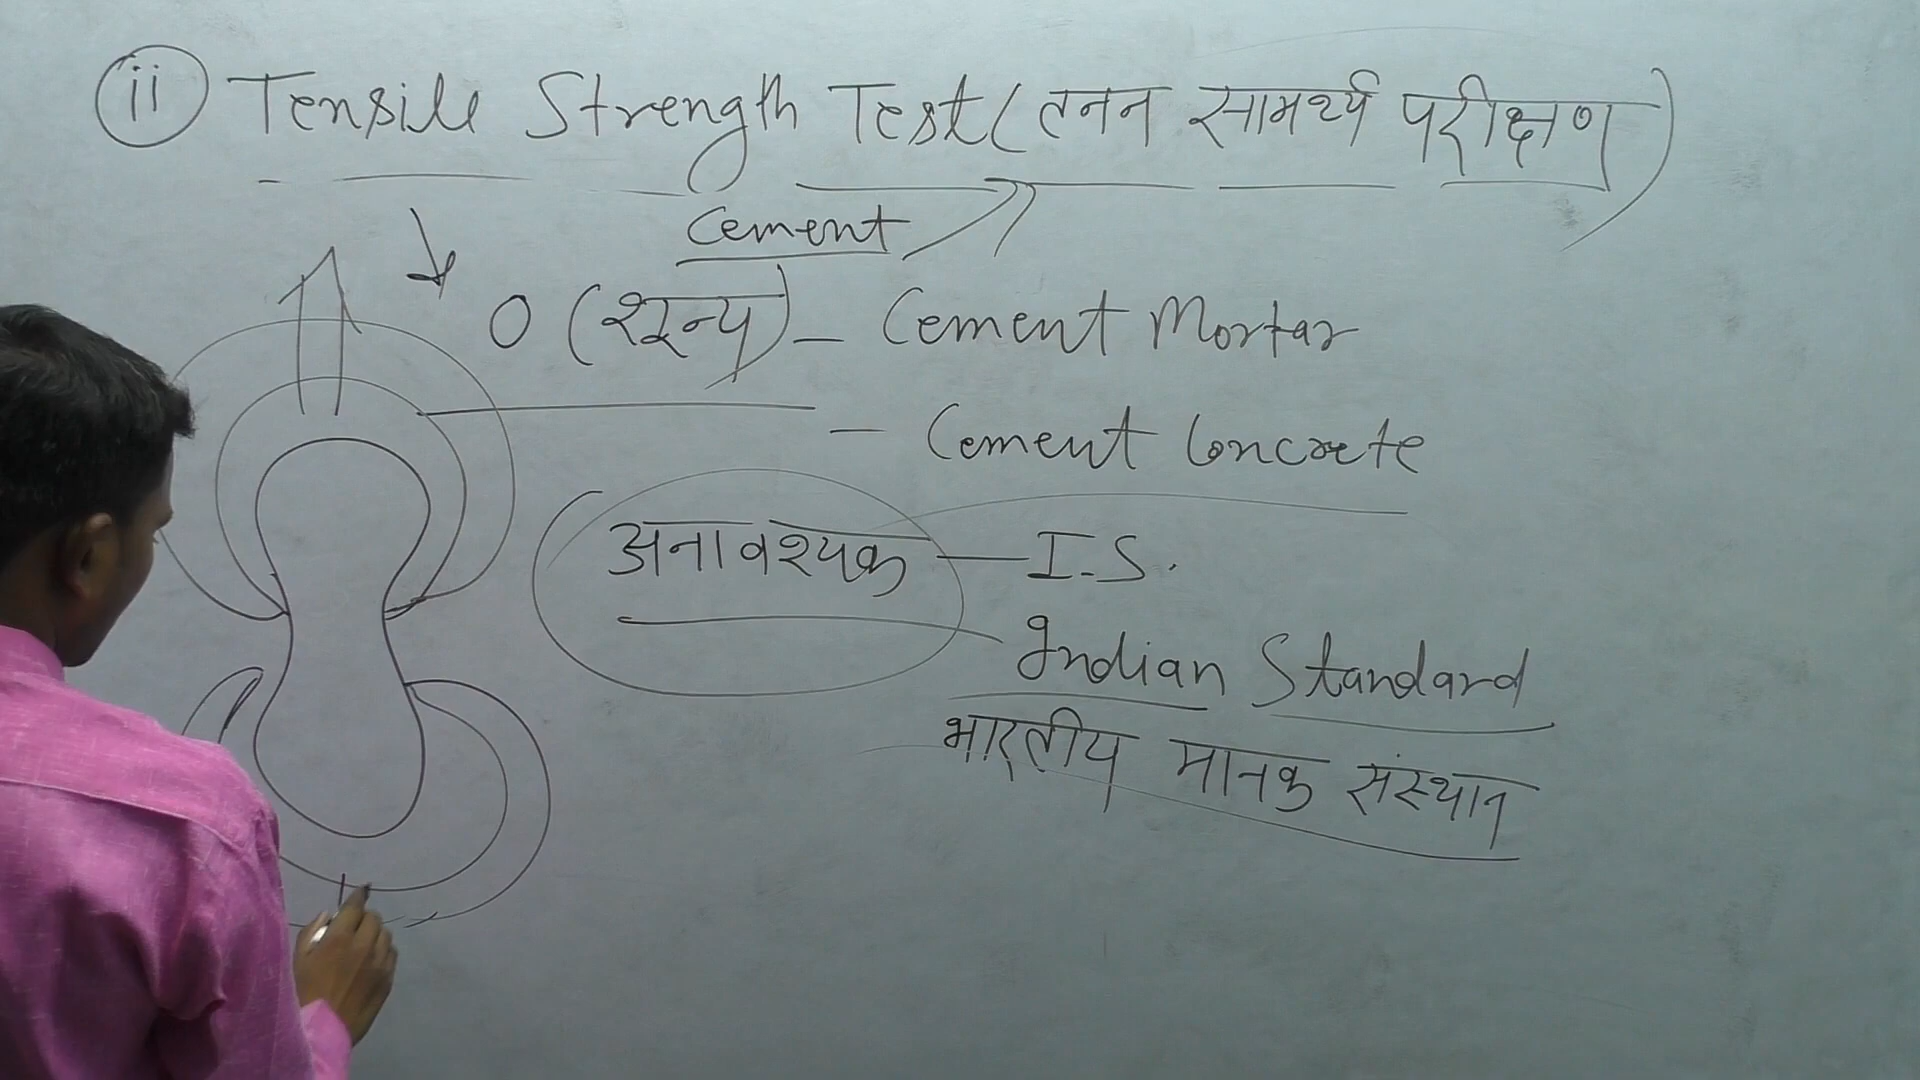 ii Tensile Strength Test (तनन सामर्थ्य परीक्षण)
Cement
0 (शून्य) - Cement Mortar
- Cement Concrete
अनावश्यक - I.S.
Indian Standard
भारतीय मानक संस्थान